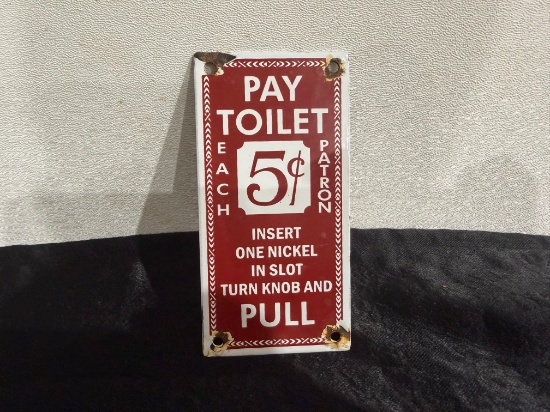 PAY
TOILET
EACH
5¢
PATRON
INSERT
ONE NICKEL
IN SLOT
TURN KNOB AND
PULL